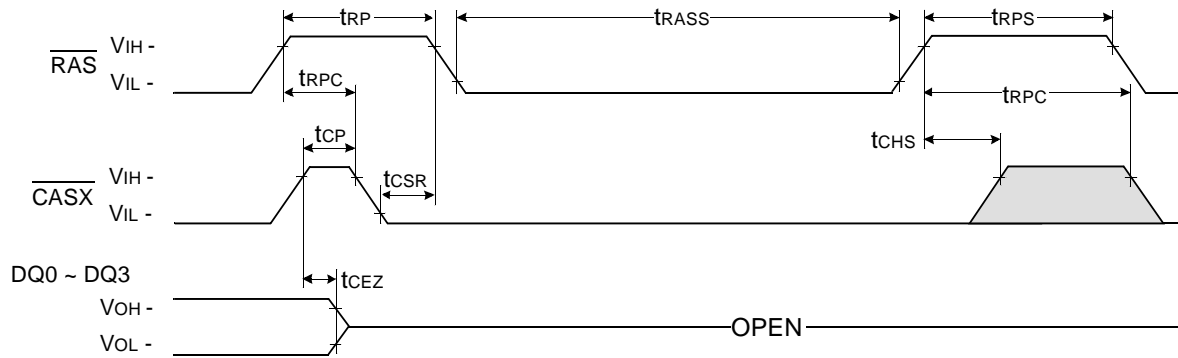 tRP
tRASS
tRPS
RAS
VIH -
VIL -
tRPC
tRPC
tCP
tCHS
CASX
VIH -
VIL -
tCSR
DQ0 ~ DQ3
tCEZ
VOH -
VOL -
OPEN